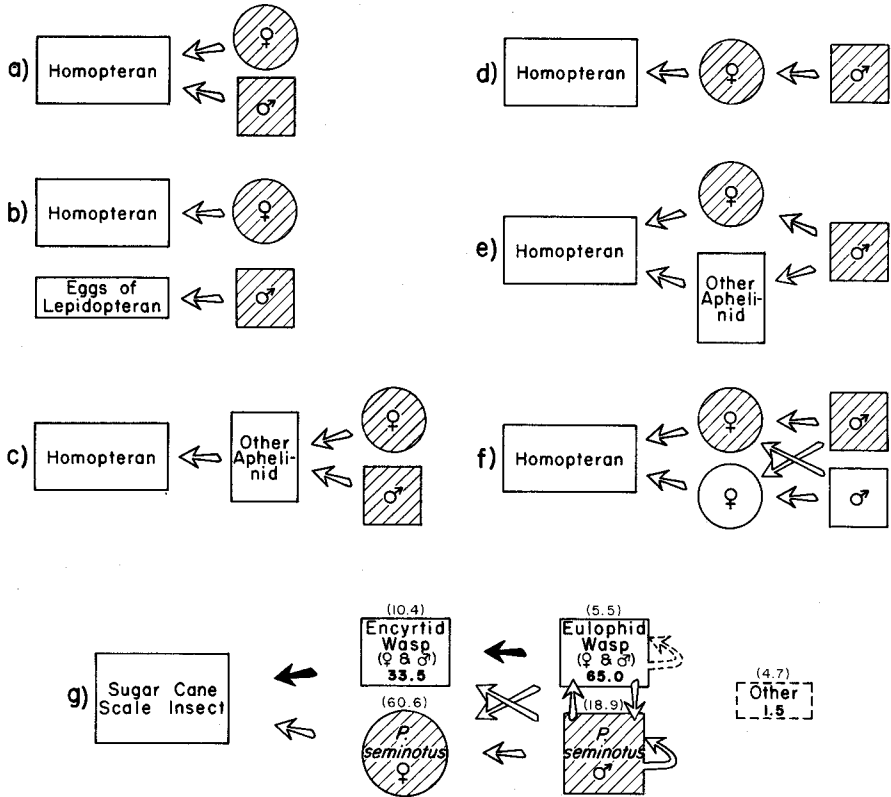 a)
Homopteran
♀
♂
b)
Homopteran
♀
Eggs of
Lepidopteran
♂
c)
Homopteran
Other
Apheli-
nid
♀
♂
d)
Homopteran
♀
♂
e)
Homopteran
♀
Other
Apheli-
nid
♂
f)
Homopteran
♀
♂
♀
♂
g)
Sugar Cane
Scale Insect
(10.4)
Encyrtid
Wasp
(♀ & ♂)
33.5
(60.6)
P.
seminotus
♀
(5.5)
Eulophid
Wasp
(♀ & ♂)
65.0
(18.9)
P.
seminotus
♂
(4.7)
Other
1.5